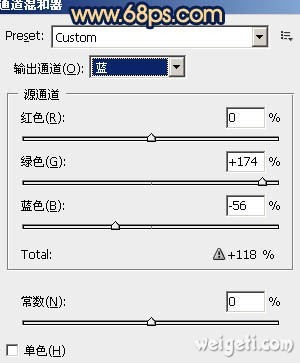 通道混和器
www.68ps.com
Preset: Custom
输出通道(O): 蓝
源通道
红色(R): 0 %
绿色(G): +174 %
蓝色(B): -56 %
Total: +118 %
常数(N): 0 %
单色(H)
weigeti.com